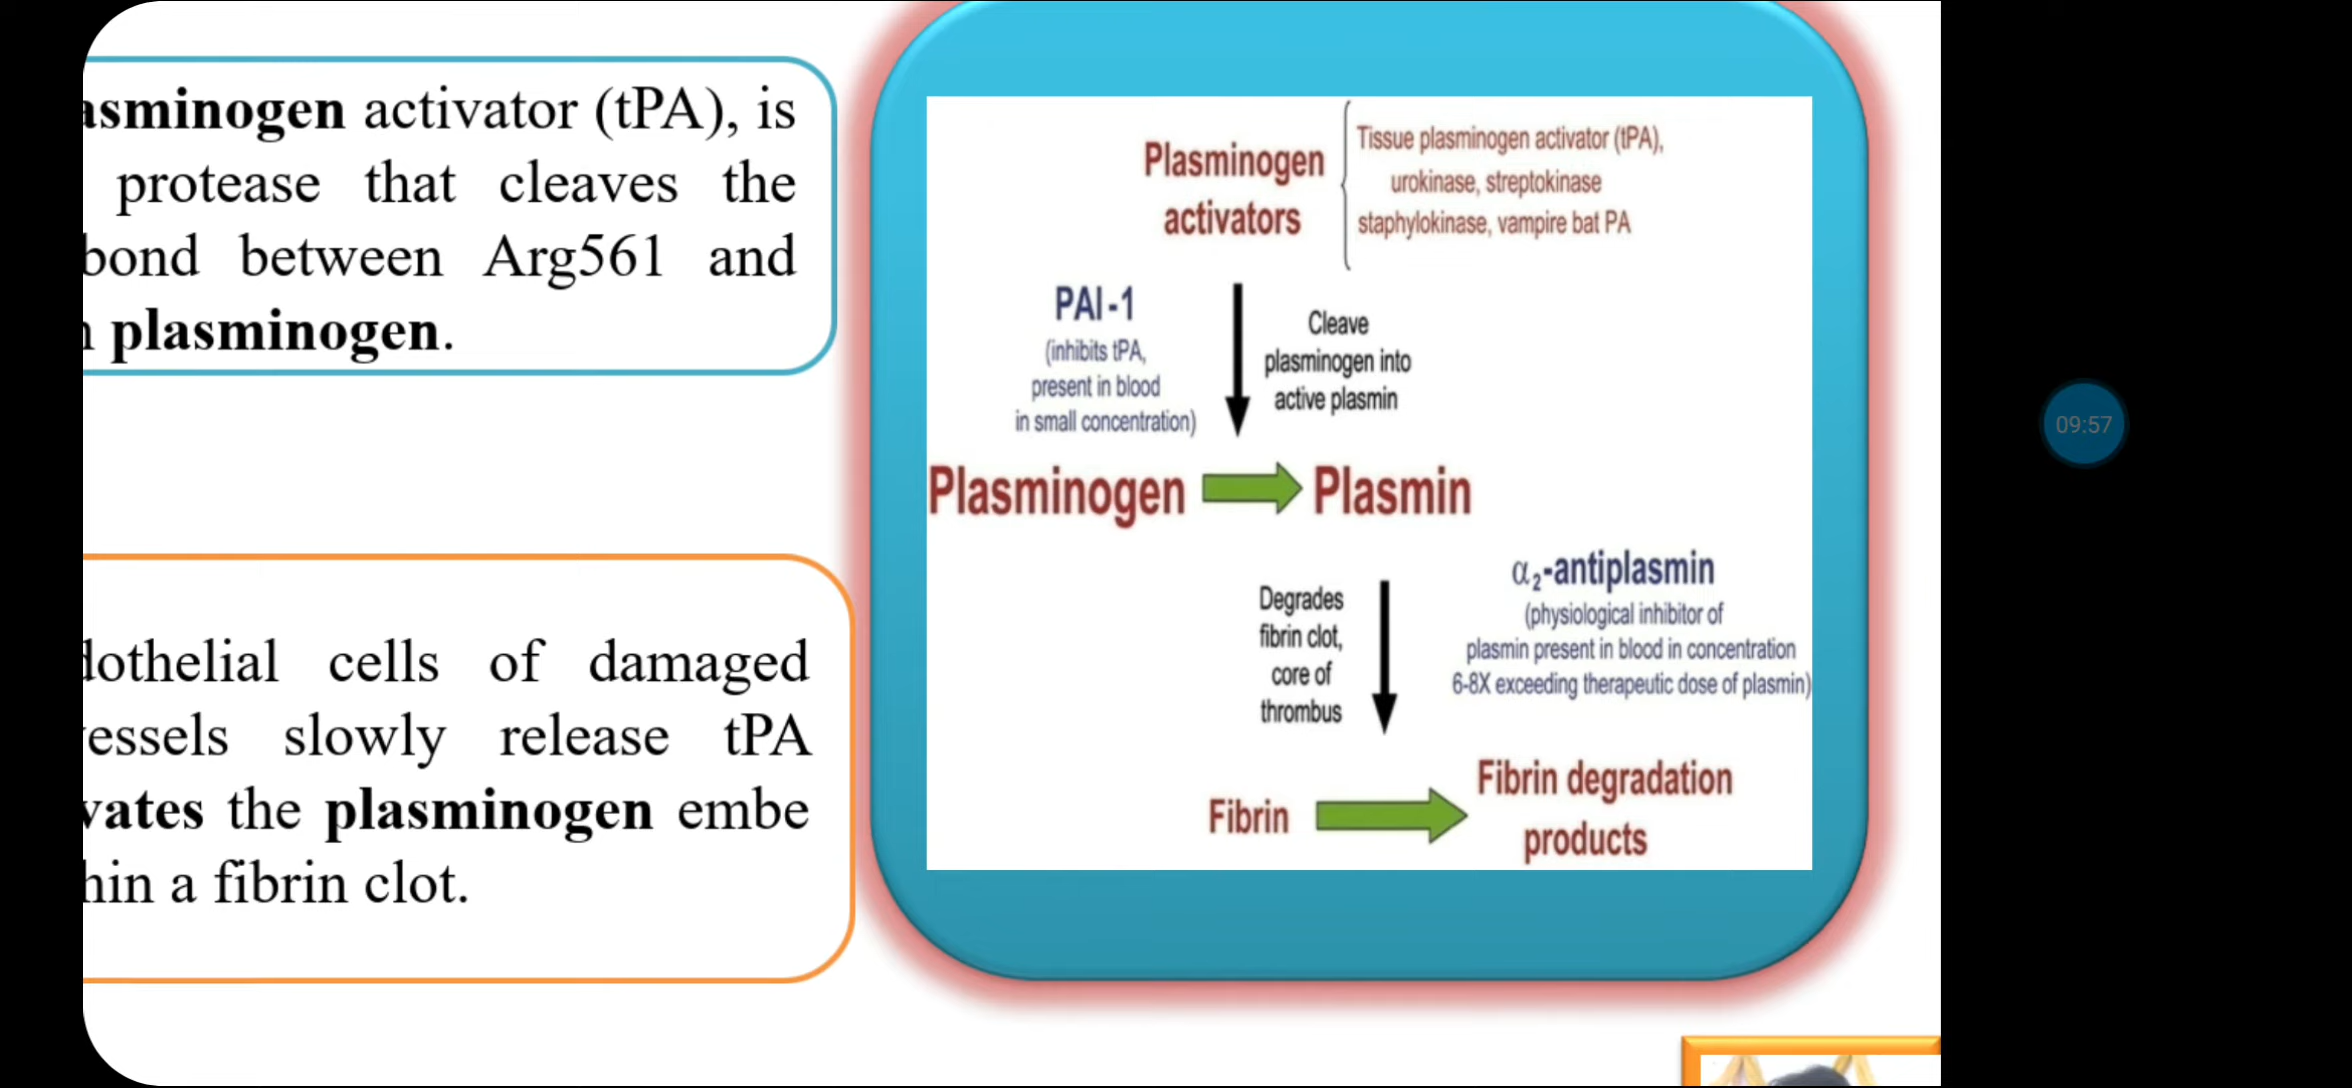 asminogen activator (tPA), is
protease that cleaves the
bond between Arg561 and
plasminogen.
dothelial cells of damaged
essels slowly release tPA
vates the plasminogen embe
hin a fibrin clot.
Plasminogen
activators
Tissue plasminogen activator (tPA),
urokinase, streptokinase
staphylokinase, vampire bat PA
PAI-1
(inhibits tPA,
present in blood
in small concentration)
Cleave
plasminogen into
active plasmin
Plasminogen Plasmin
α₂-antiplasmin
(physiological inhibitor of
plasmin present in blood in concentration
6-8X exceeding therapeutic dose of plasmin)
Degrades
fibrin clot,
core of
thrombus
Fibrin
Fibrin degradation
products
09:57